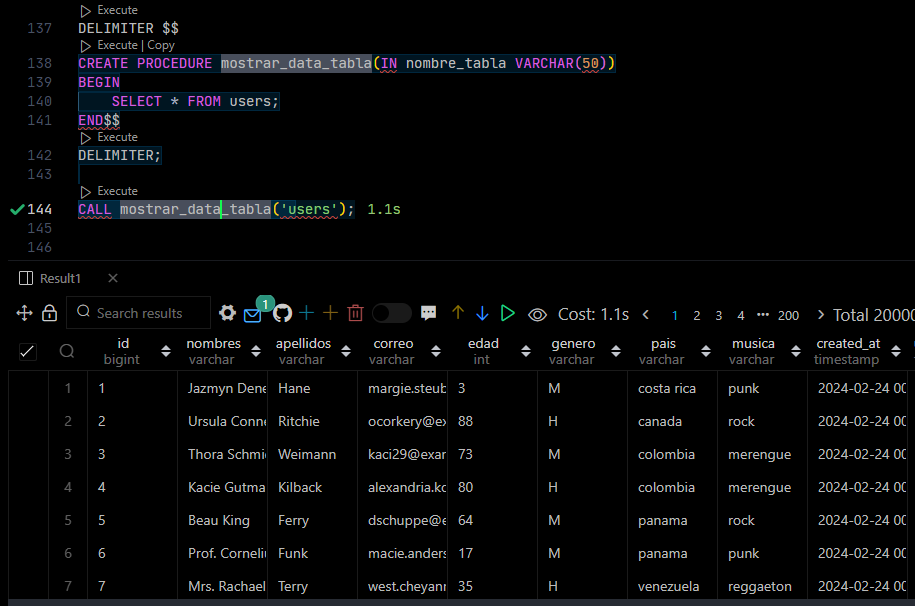 Execute
137 DELIMITER $$
Execute | Copy
138 CREATE PROCEDURE mostrar_data_tabla(IN nombre_tabla VARCHAR(50))
139 BEGIN
140 SELECT * FROM users;
141 END$$
Execute
142 DELIMITER;
143
Execute
144 CALL mostrar_data_tabla('users'); 1.1s
145
146
Result1
Search results 1 Cost: 1.1s 1 2 3 4 ••• 200 Total 20000
id nombres apellidos correo edad genero pais musica created_at
bigint varchar varchar varchar int varchar varchar varchar timestamp
1 1 Jazmyn Dene Hane margie.steub 3 M costa rica punk 2024-02-24 00
2 2 Ursula Conne Ritchie ocorkery@ex 88 H canada rock 2024-02-24 00
3 3 Thora Schmi Weimann kaci29@exar 73 M colombia merengue 2024-02-24 00
4 4 Kacie Gutma Kilback alexandria.kc 80 H colombia merengue 2024-02-24 00
5 5 Beau King Ferry dschuppe@e 64 M panama rock 2024-02-24 00
6 6 Prof. Corneli Funk macie.anders 17 M panama punk 2024-02-24 00
7 7 Mrs. Rachael Terry west.cheyann 35 H venezuela reggaeton 2024-02-24 00